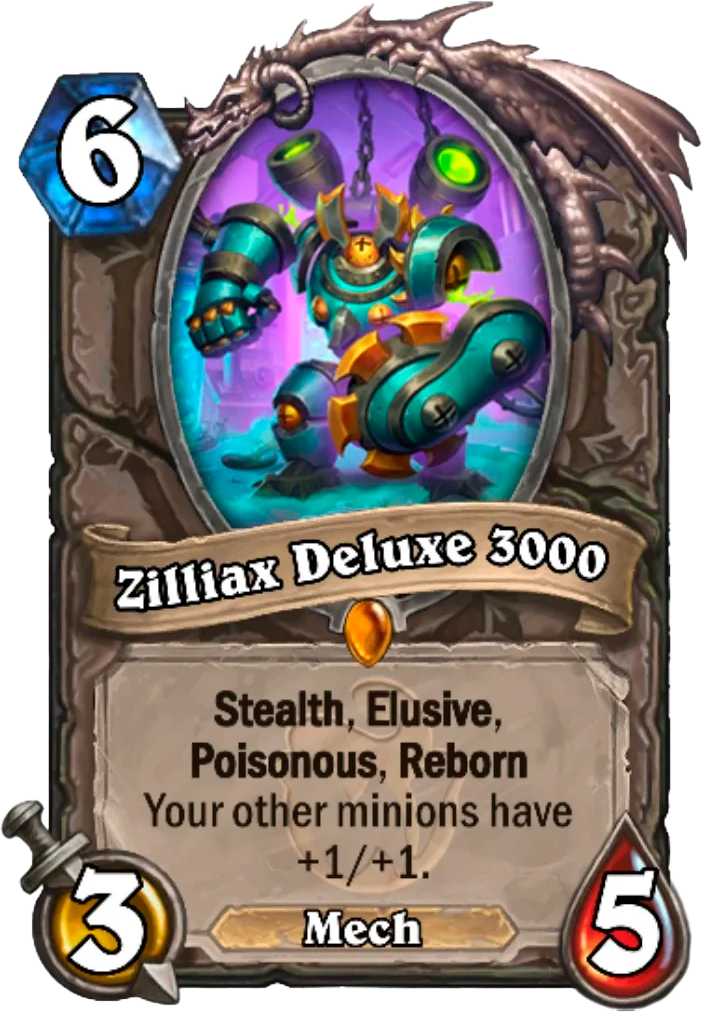 6
Zilliax Deluxe 3000
Stealth, Elusive,
Poisonous, Reborn
Your other minions have
+1/+1.
3
Mech
5